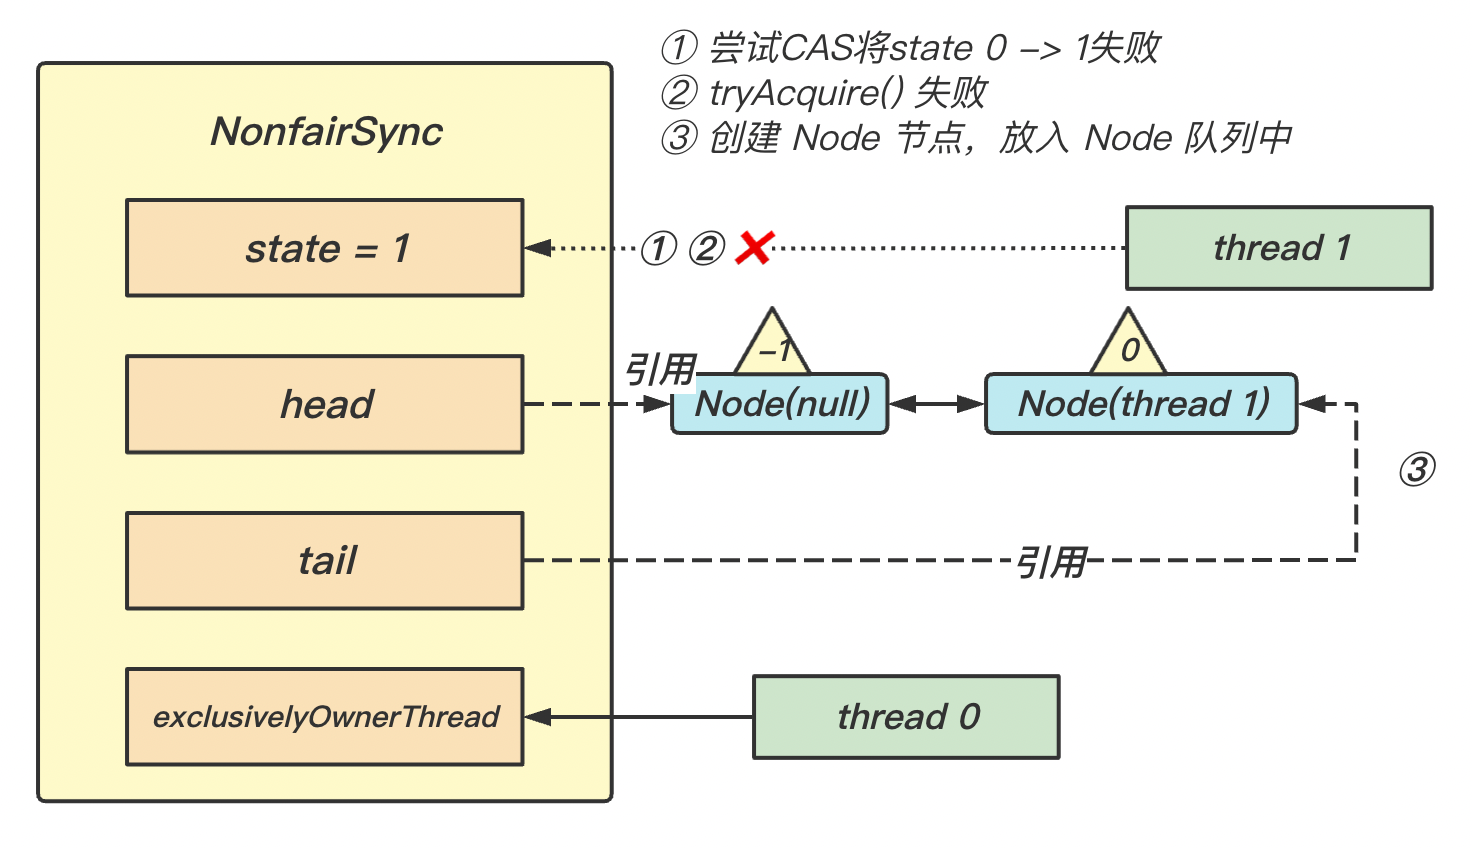 ① 尝试CAS将state 0 –> 1失败
② tryAcquire() 失败
③ 创建 Node 节点，放入 Node 队列中
NonfairSync
state = 1
① ②
thread 1
–1
0
引用
head
Node(null)
Node(thread 1)
③
tail
引用
exclusivelyOwnerThread
thread 0